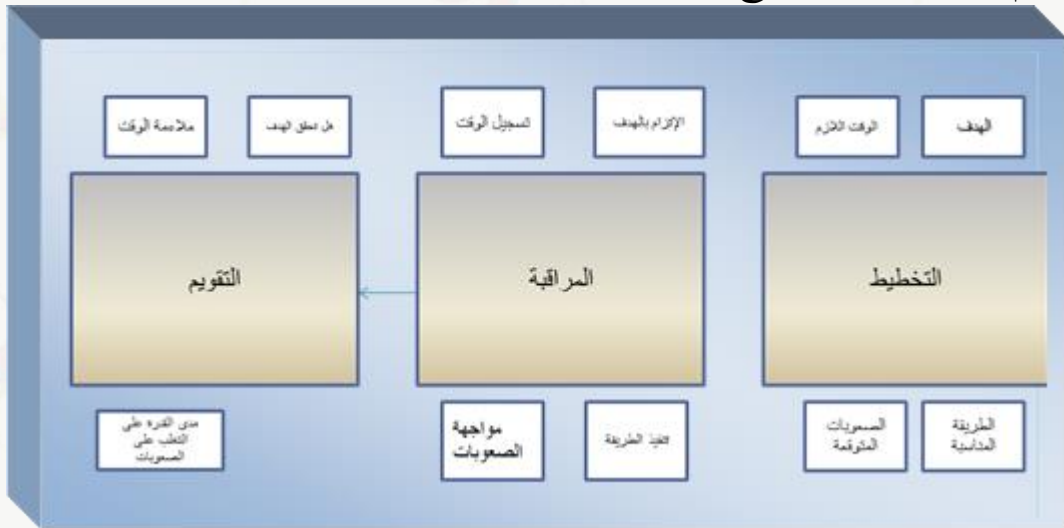 الهدف
الوقت اللازم
الإلتزام بالهدف
تسجيل الوقت
هل تحقق الهدف
ملاءمة الوقت
التخطيط
المراقبة
التقويم
الطريقة
المناسبة
الصعوبات
المتوقعة
تنفيذ الطريقة
مواجهة
الصعوبات
مدى القدرة على
التغلب على
الصعوبات